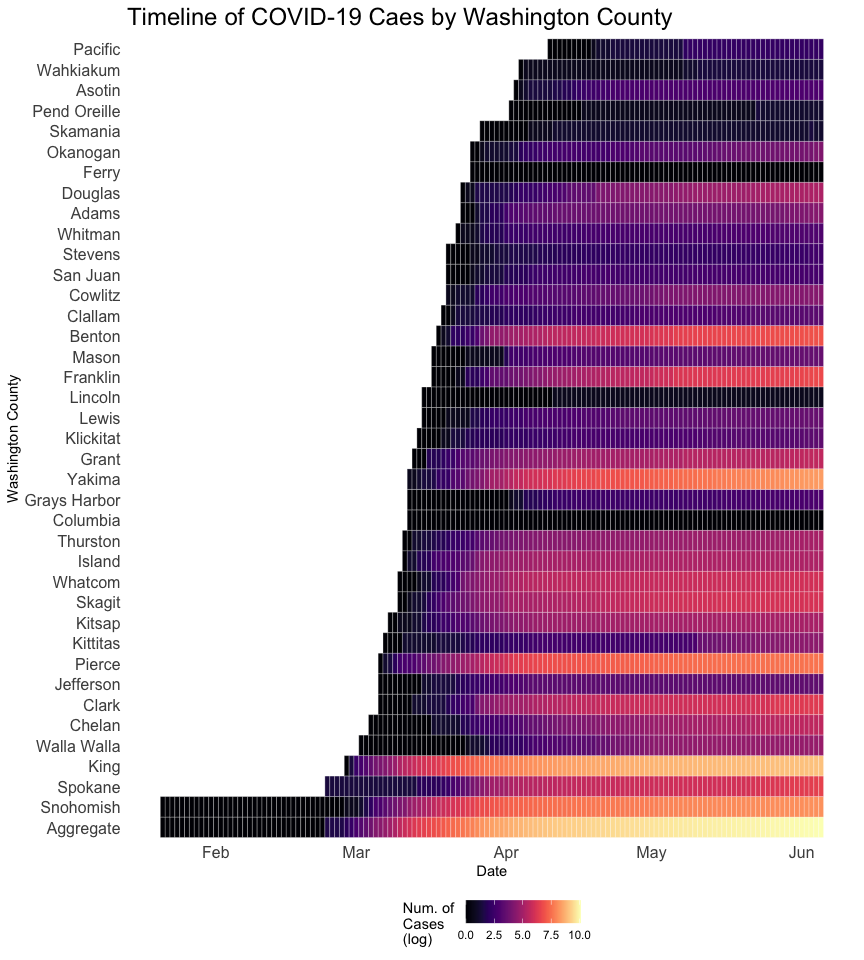 Timeline of COVID-19 Caes by Washington County
Washington County
Pacific
Wahkiakum
Asotin
Pend Oreille
Skamania
Okanogan
Ferry
Douglas
Adams
Whitman
Stevens
San Juan
Cowlitz
Clallam
Benton
Mason
Franklin
Lincoln
Lewis
Klickitat
Grant
Yakima
Grays Harbor
Columbia
Thurston
Island
Whatcom
Skagit
Kitsap
Kittitas
Pierce
Jefferson
Clark
Chelan
Walla Walla
King
Spokane
Snohomish
Aggregate
Feb Mar Apr May Jun
Date
Num. of
Cases
(log)
0.0 2.5 5.0 7.5 10.0